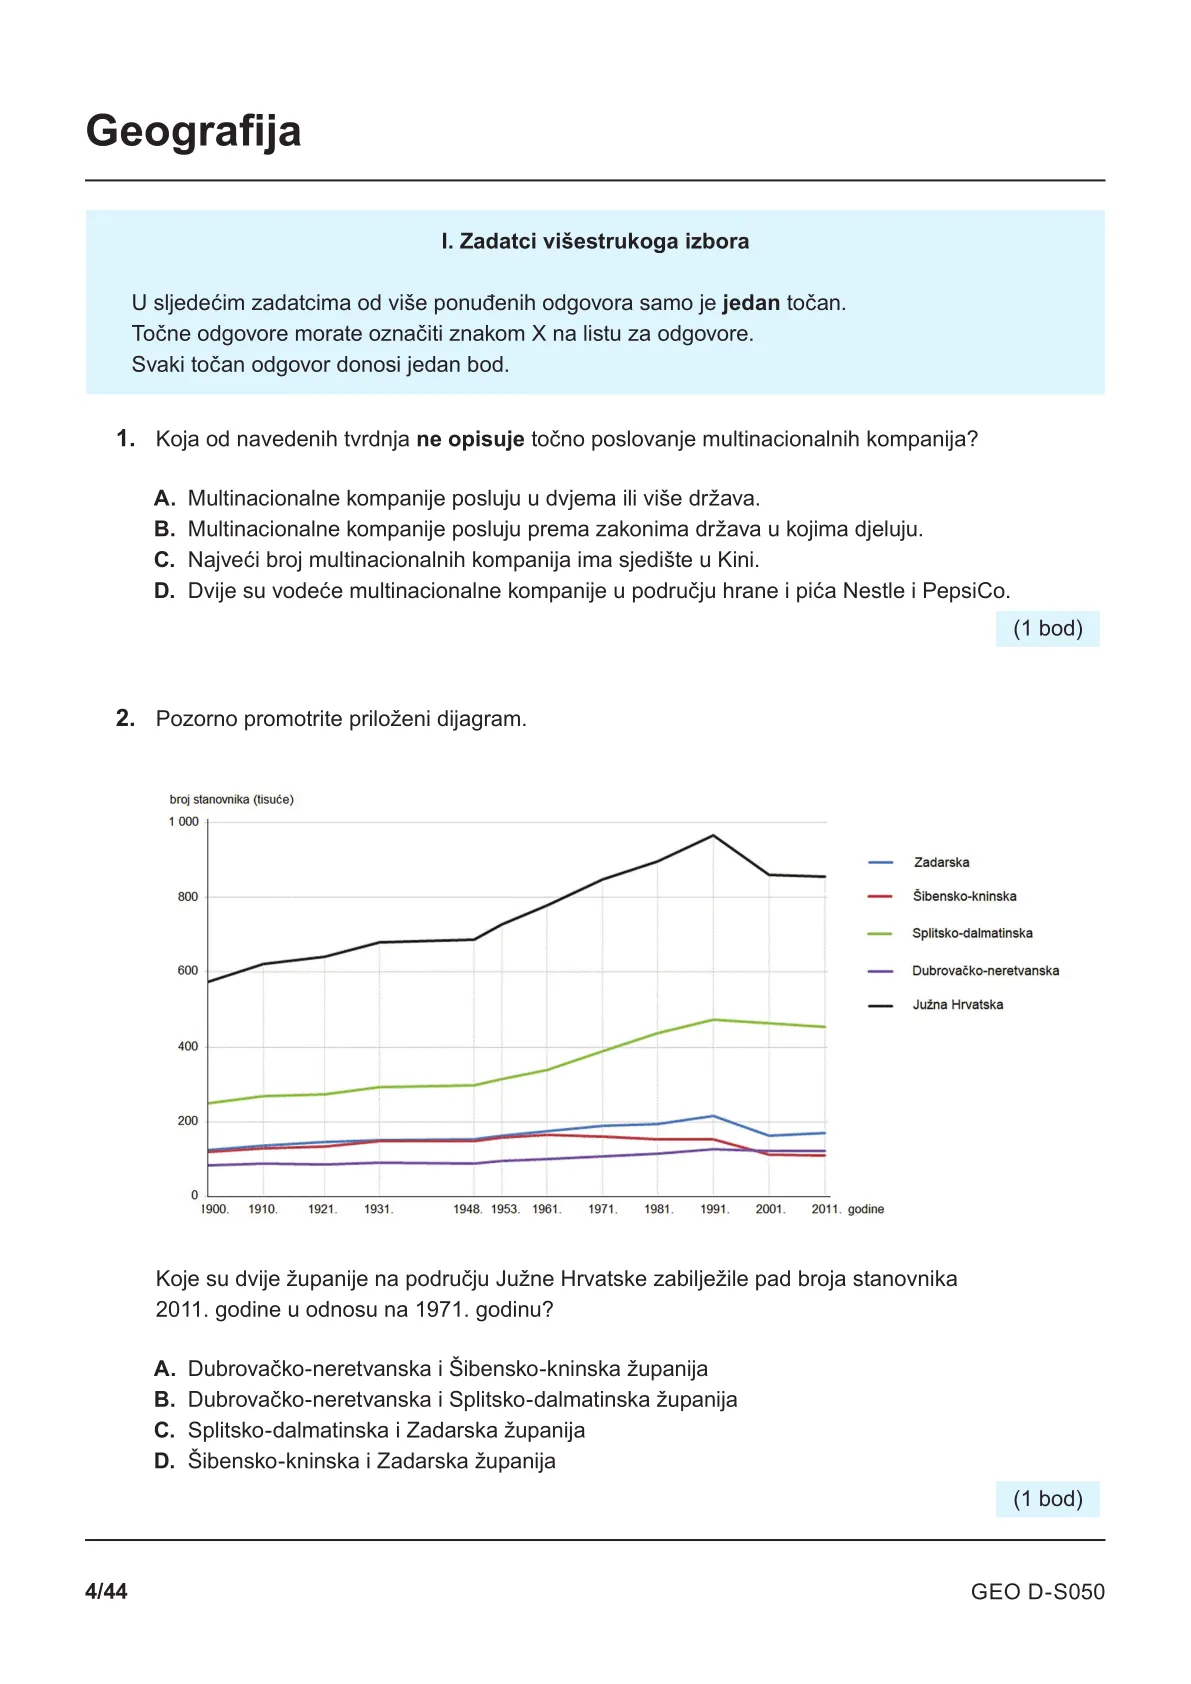 Geografija
I. Zadatci višestrukoga izbora
U sljedećim zadatcima od više ponuđenih odgovora samo je jedan točan.
Točne odgovore morate označiti znakom X na listu za odgovore.
Svaki točan odgovor donosi jedan bod.
1. Koja od navedenih tvrdnja ne opisuje točno poslovanje multinacionalnih kompanija?
A. Multinacionalne kompanije posluju u dvjema ili više država.
B. Multinacionalne kompanije posluju prema zakonima država u kojima djeluju.
C. Najveći broj multinacionalnih kompanija ima sjedište u Kini.
D. Dvije su vodeće multinacionalne kompanije u području hrane i pića Nestle i PepsiCo.
(1 bod)
2. Pozorno promotrite priloženi dijagram.
broj stanovnika (tisuće)
1 000
800
600
400
200
0
1900. 1910. 1921. 1931. 1948. 1953. 1961. 1971. 1981. 1991. 2001. 2011. godine
Zadarska
Šibensko-kninska
Splitsko-dalmatinska
Dubrovačko-neretvanska
Južna Hrvatska
Koje su dvije županije na području Južne Hrvatske zabilježile pad broja stanovnika
2011. godine u odnosu na 1971. godinu?
A. Dubrovačko-neretvanska i Šibensko-kninska županija
B. Dubrovačko-neretvanska i Splitsko-dalmatinska županija
C. Splitsko-dalmatinska i Zadarska županija
D. Šibensko-kninska i Zadarska županija
(1 bod)
4/44
GEO D-S050